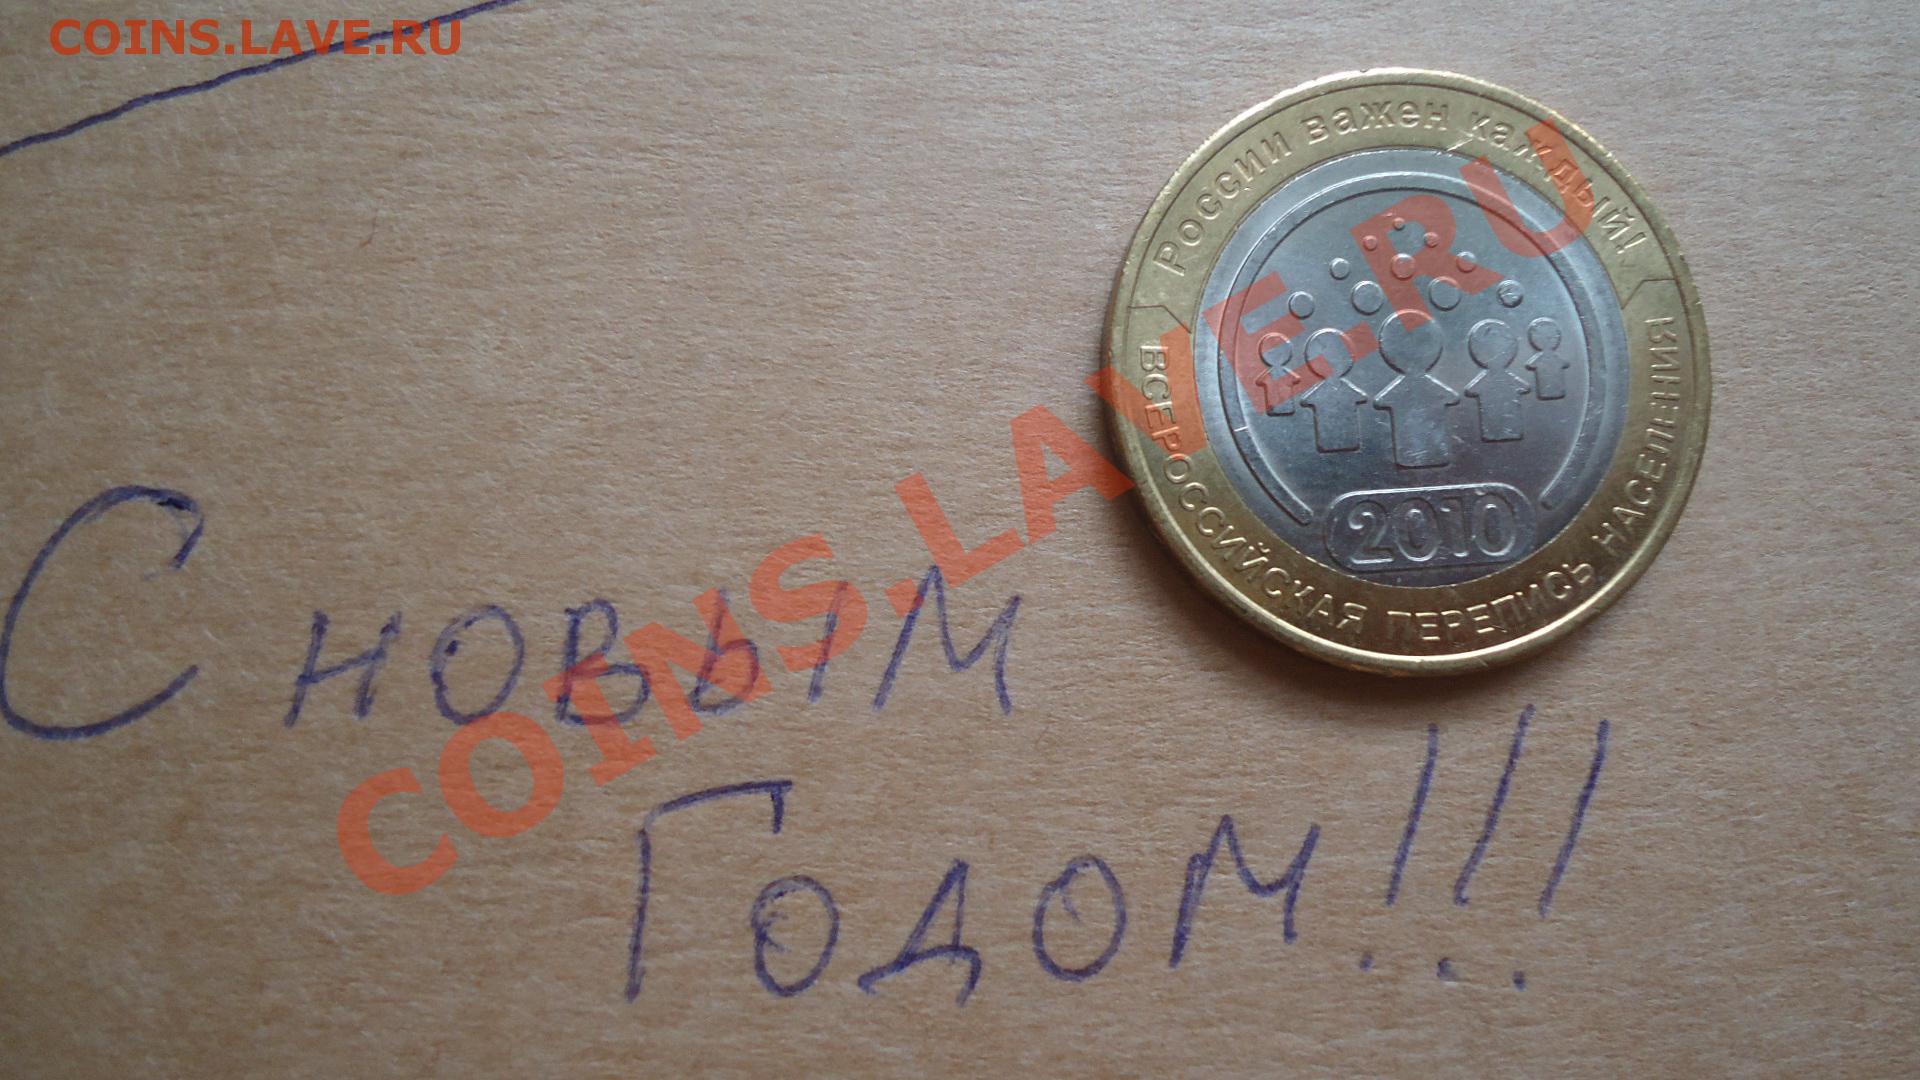 COINS.LAVE.RU
России важен каждый!
ВСЕРОССИЙСКАЯ ПЕРЕПИСЬ НАСЕЛЕНИЯ
2010
COINS.LAVE.RU
С новым
Годом!!!